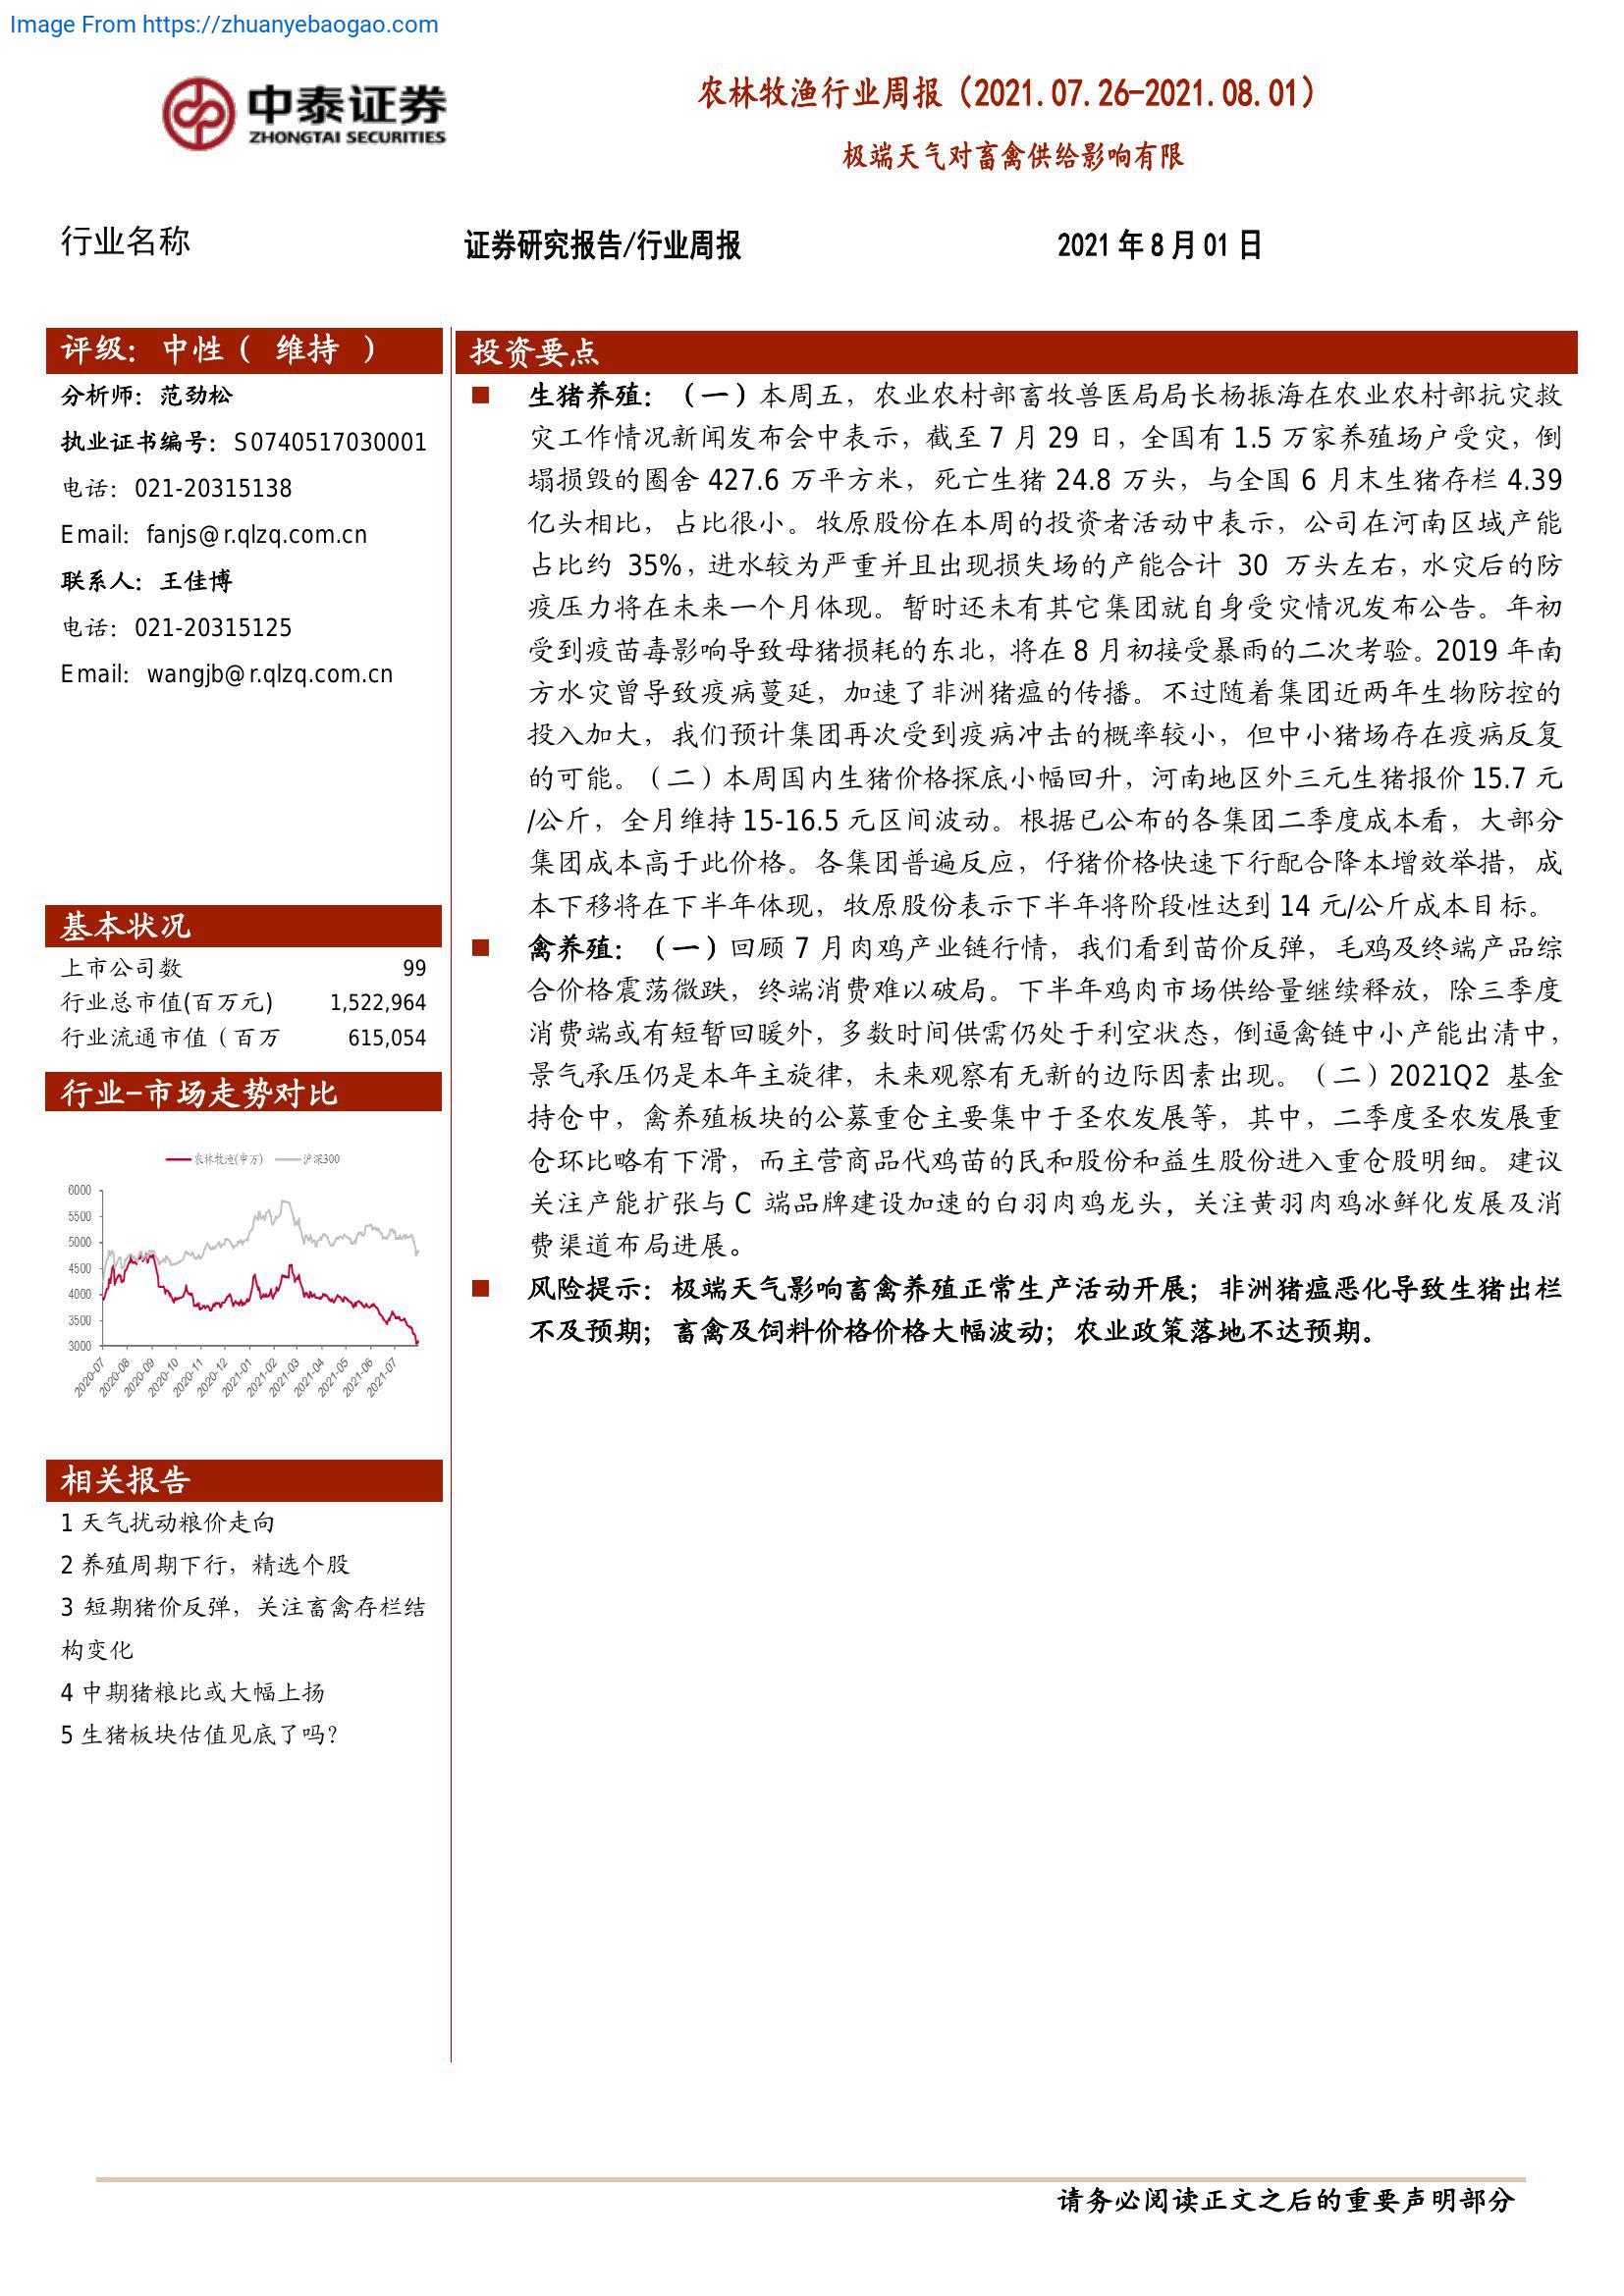 Image From https://zhuanyebaogao.com
中泰证券
ZHONGTAI SECURITIES
农林牧渔行业周报（2021.07.26-2021.08.01）
极端天气对畜禽供给影响有限
行业名称
证券研究报告/行业周报
2021 年 8 月 01 日
评级：中性（ 维持 ）
分析师：范劲松
执业证书编号：S0740517030001
电话：021-20315138
Email：fanjs@r.qlzq.com.cn
联系人：王佳博
电话：021-20315125
Email：wangjb@r.qlzq.com.cn
基本状况
上市公司数 99
行业总市值(百万元) 1,522,964
行业流通市值（百万 615,054
行业-市场走势对比
农林牧渔(申万) 沪深300
6000
5500
5000
4500
4000
3500
3000
2020-07 2020-08 2020-09 2020-10 2020-11 2020-12 2021-01 2021-02 2021-03 2021-04 2021-05 2021-06 2021-07
相关报告
1 天气扰动粮价走向
2 养殖周期下行，精选个股
3 短期猪价反弹，关注畜禽存栏结
构变化
4 中期猪粮比或大幅上扬
5 生猪板块估值见底了吗？
投资要点
生猪养殖：（一）本周五，农业农村部畜牧兽医局局长杨振海在农业农村部抗灾救
灾工作情况新闻发布会中表示，截至 7 月 29 日，全国有 1.5 万家养殖场户受灾，倒
塌损毁的圈舍 427.6 万平方米，死亡生猪 24.8 万头，与全国 6 月末生猪存栏 4.39
亿头相比，占比很小。牧原股份在本周的投资者活动中表示，公司在河南区域产能
占比约 35%，进水较为严重并且出现损失场的产能合计 30 万头左右，水灾后的防
疫压力将在未来一个月体现。暂时还未有其它集团就自身受灾情况发布公告。年初
受到疫苗毒影响导致母猪损耗的东北，将在 8 月初接受暴雨的二次考验。2019 年南
方水灾曾导致疫病蔓延，加速了非洲猪瘟的传播。不过随着集团近两年生物防控的
投入加大，我们预计集团再次受到疫病冲击的概率较小，但中小猪场存在疫病反复
的可能。（二）本周国内生猪价格探底小幅回升，河南地区外三元生猪报价 15.7 元
/公斤，全月维持 15-16.5 元区间波动。根据已公布的各集团二季度成本看，大部分
集团成本高于此价格。各集团普遍反应，仔猪价格快速下行配合降本增效举措，成
本下移将在下半年体现，牧原股份表示下半年将阶段性达到 14 元/公斤成本目标。
禽养殖：（一）回顾 7 月肉鸡产业链行情，我们看到苗价反弹，毛鸡及终端产品综
合价格震荡微跌，终端消费难以破局。下半年鸡肉市场供给量继续释放，除三季度
消费端或有短暂回暖外，多数时间供需仍处于利空状态，倒逼禽链中小产能出清中，
景气承压仍是本年主旋律，未来观察有无新的边际因素出现。（二）2021Q2 基金
持仓中，禽养殖板块的公募重仓主要集中于圣农发展等，其中，二季度圣农发展重
仓环比略有下滑，而主营商品代鸡苗的民和股份和益生股份进入重仓股明细。建议
关注产能扩张与 C 端品牌建设加速的白羽肉鸡龙头，关注黄羽肉鸡冰鲜化发展及消
费渠道布局进展。
风险提示：极端天气影响畜禽养殖正常生产活动开展；非洲猪瘟恶化导致生猪出栏
不及预期；畜禽及饲料价格价格大幅波动；农业政策落地不达预期。
请务必阅读正文之后的重要声明部分